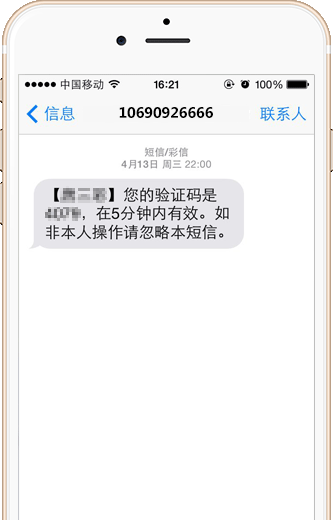 中国移动 16:21 100%
信息 10690926666 联系人
短信/彩信
4月13日 周三 22:00
【】您的验证码是
，在5分钟内有效。如
非本人操作请忽略本短信。